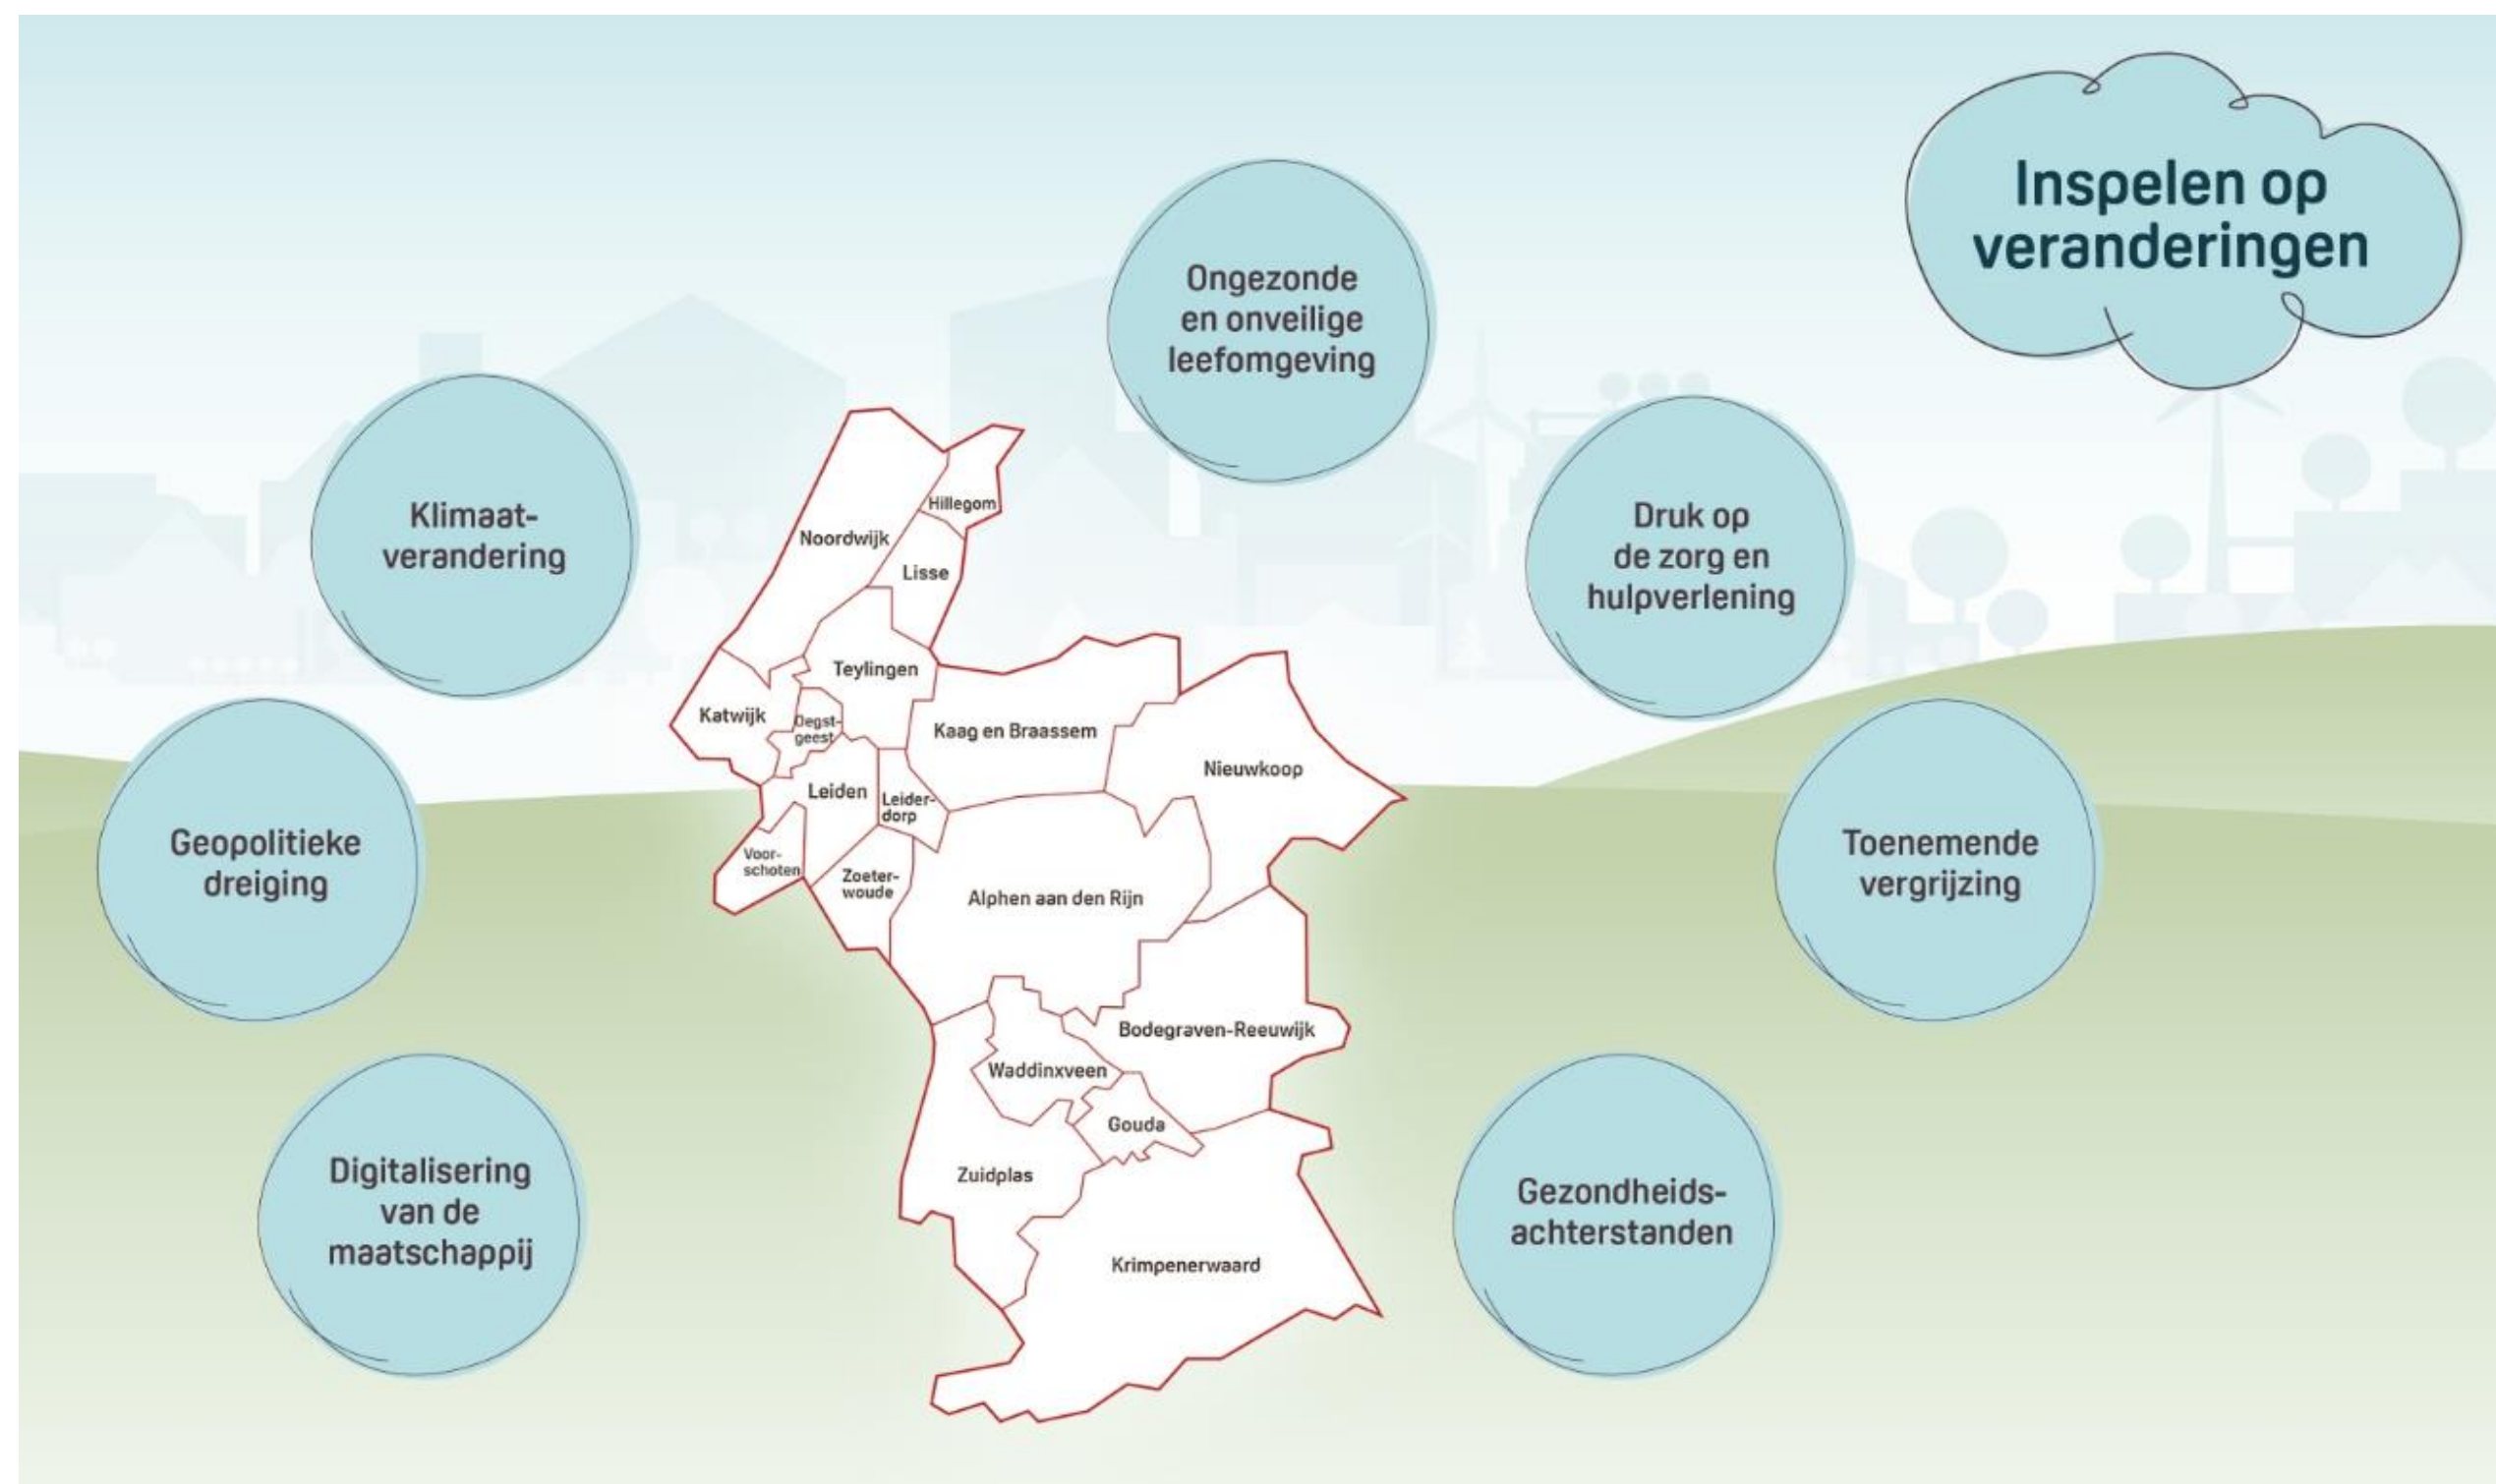 Inspelen op
veranderingen
Ongezonde
en onveilige
leefomgeving
Klimaat-
verandering
Druk op
de zorg en
hulpverlening
Geopolitieke
dreiging
Toenemende
vergrijzing
Digitalisering
van de
maatschappij
Gezondheids-
achterstanden
Hillegom
Noordwijk
Lisse
Teylingen
Katwijk
Oegst-
geest
Kaag en Braassem
Nieuwkoop
Leiden
Leider-
dorp
Voor-
schoten
Zoeter-
woude
Alphen aan den Rijn
Bodegraven-Reeuwijk
Waddinxveen
Gouda
Zuidplas
Krimpenerwaard